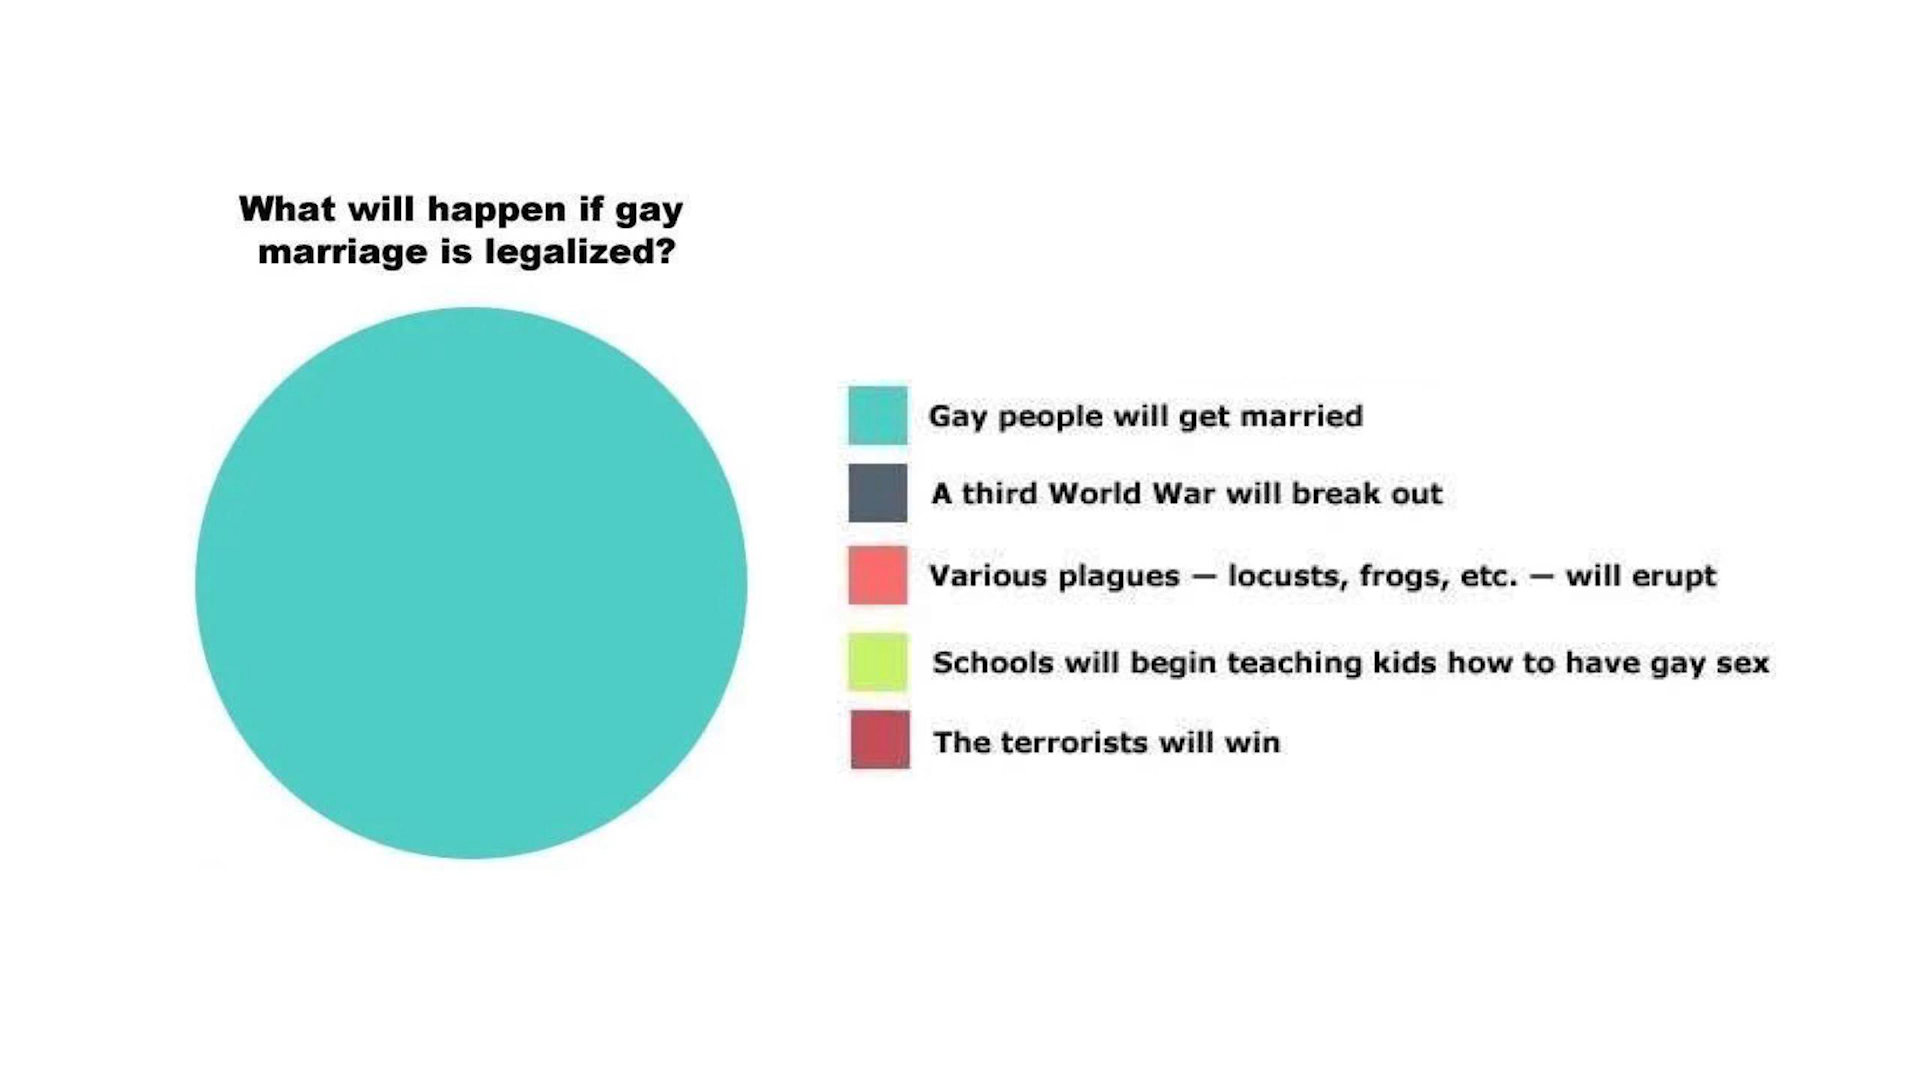 What will happen if gay
marriage is legalized?
Gay people will get married
A third World War will break out
Various plagues — locusts, frogs, etc. — will erupt
Schools will begin teaching kids how to have gay sex
The terrorists will win